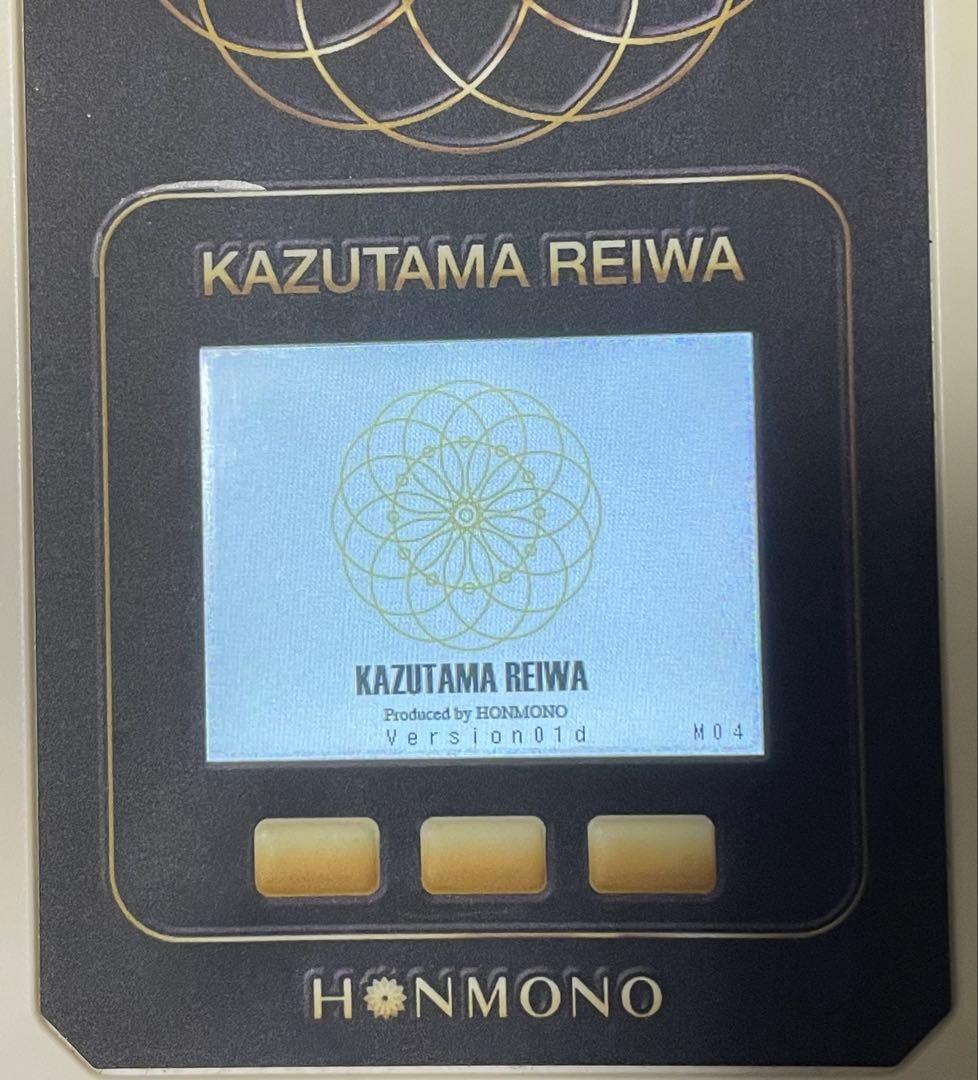 KAZUTAMA REIWA
KAZUTAMA REIWA
Produced by HONMONO
Version01d
M04
HONMONO